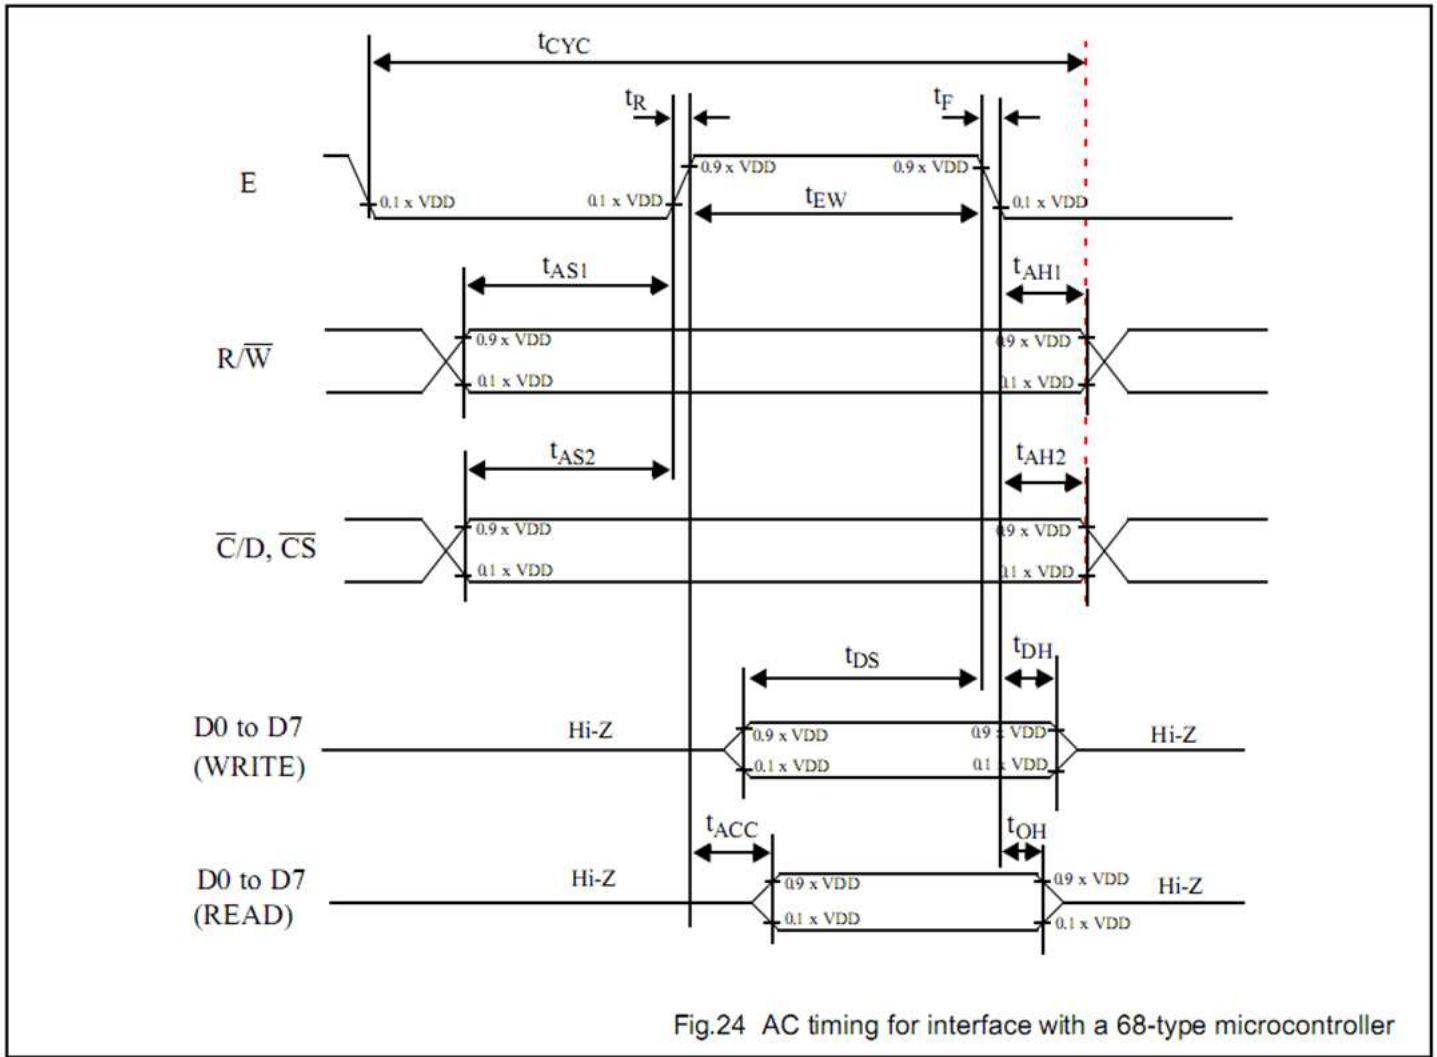 tCYC
tR tF
E
0.9 x VDD 0.9 x VDD
0.1 x VDD 0.1 x VDD tEW 0.1 x VDD
tAS1 tAH1
R/W̅
0.9 x VDD 0.9 x VDD
0.1 x VDD 0.1 x VDD
tAS2 tAH2
C̅/D, C̅S̅
0.9 x VDD 0.9 x VDD
0.1 x VDD 0.1 x VDD
tDS tDH
D0 to D7 Hi-Z Hi-Z
(WRITE)
0.9 x VDD 0.9 x VDD
0.1 x VDD 0.1 x VDD
tACC tOH
D0 to D7 Hi-Z Hi-Z
(READ)
0.9 x VDD 0.9 x VDD
0.1 x VDD 0.1 x VDD
Fig.24 AC timing for interface with a 68-type microcontroller